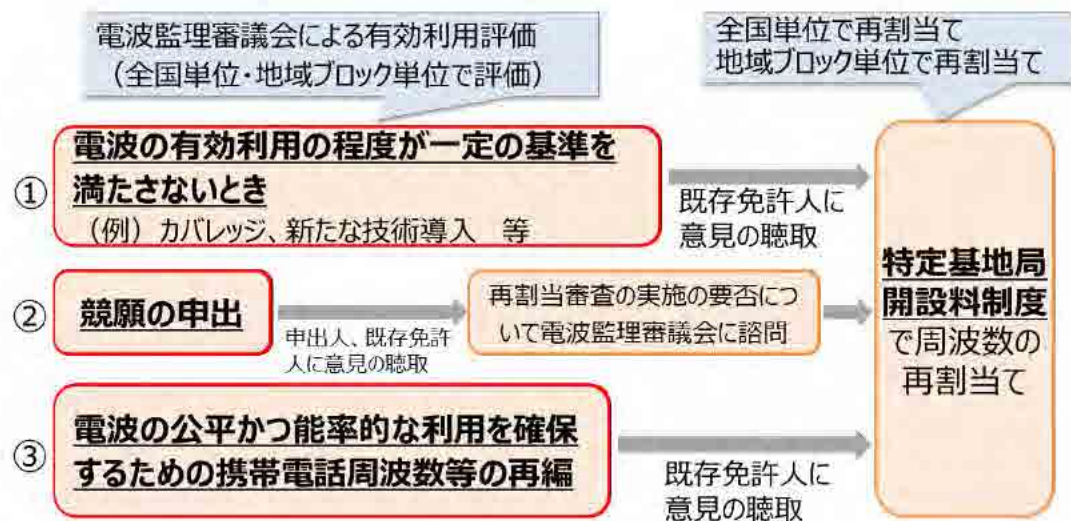 電波監理審議会による有効利用評価
（全国単位・地域ブロック単位で評価）
全国単位で再割当て
地域ブロック単位で再割当て
①
電波の有効利用の程度が一定の基準を
満たさないとき
（例）カバレッジ、新たな技術導入　等
既存免許人に
意見の聴取
②
競願の申出
申出人、既存免許
人に意見の聴取
再割当審査の実施の要否につ
いて電波監理審議会に諮問
③
電波の公平かつ能率的な利用を確保
するための携帯電話周波数等の再編
既存免許人に
意見の聴取
特定基地局
開設料制度
で周波数の
再割当て